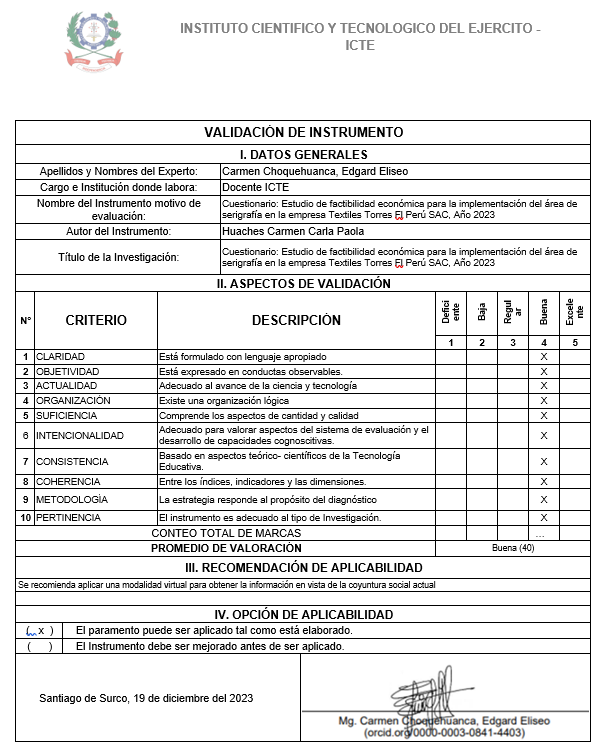 INSTITUTO CIENTIFICO Y TECNOLOGICO DEL EJERCITO -
ICTE
VALIDACIÓN DE INSTRUMENTO
I. DATOS GENERALES
Apellidos y Nombres del Experto: Carmen Choquehuanca, Edgard Eliseo
Cargo e Institución donde labora: Docente ICTE
Nombre del Instrumento motivo de evaluación: Cuestionario: Estudio de factibilidad económica para la implementación del área de
serigrafía en la empresa Textiles Torres El Perú SAC, Año 2023
Autor del Instrumento: Huaches Carmen Carla Paola
Título de la Investigación: Cuestionario: Estudio de factibilidad económica para la implementación del área de
serigrafía en la empresa Textiles Torres El Perú SAC, Año 2023
II. ASPECTOS DE VALIDACIÓN
N° CRITERIO DESCRIPCIÓN Deficiente Baja Regular Buena Excelente
1 2 3 4 5
1 CLARIDAD Está formulado con lenguaje apropiado X
2 OBJETIVIDAD Está expresado en conductas observables. X
3 ACTUALIDAD Adecuado al avance de la ciencia y tecnología X
4 ORGANIZACIÓN Existe una organización lógica X
5 SUFICIENCIA Comprende los aspectos de cantidad y calidad X
6 INTENCIONALIDAD Adecuado para valorar aspectos del sistema de evaluación y el
desarrollo de capacidades cognoscitivas. X
7 CONSISTENCIA Basado en aspectos teórico- científicos de la Tecnología
Educativa. X
8 COHERENCIA Entre los índices, indicadores y las dimensiones. X
9 METODOLOGÍA La estrategia responde al propósito del diagnóstico X
10 PERTINENCIA El instrumento es adecuado al tipo de Investigación. X
CONTEO TOTAL DE MARCAS ...
PROMEDIO DE VALORACIÓN Buena (40)
III. RECOMENDACIÓN DE APLICABILIDAD
Se recomienda aplicar una modalidad virtual para obtener la información en vista de la coyuntura social actual
IV. OPCIÓN DE APLICABILIDAD
( x ) El paramento puede ser aplicado tal como está elaborado.
( ) El Instrumento debe ser mejorado antes de ser aplicado.
Santiago de Surco, 19 de diciembre del 2023
Mg. Carmen Choquehuanca, Edgard Eliseo
(orcid.org/0000-0003-0841-4403)